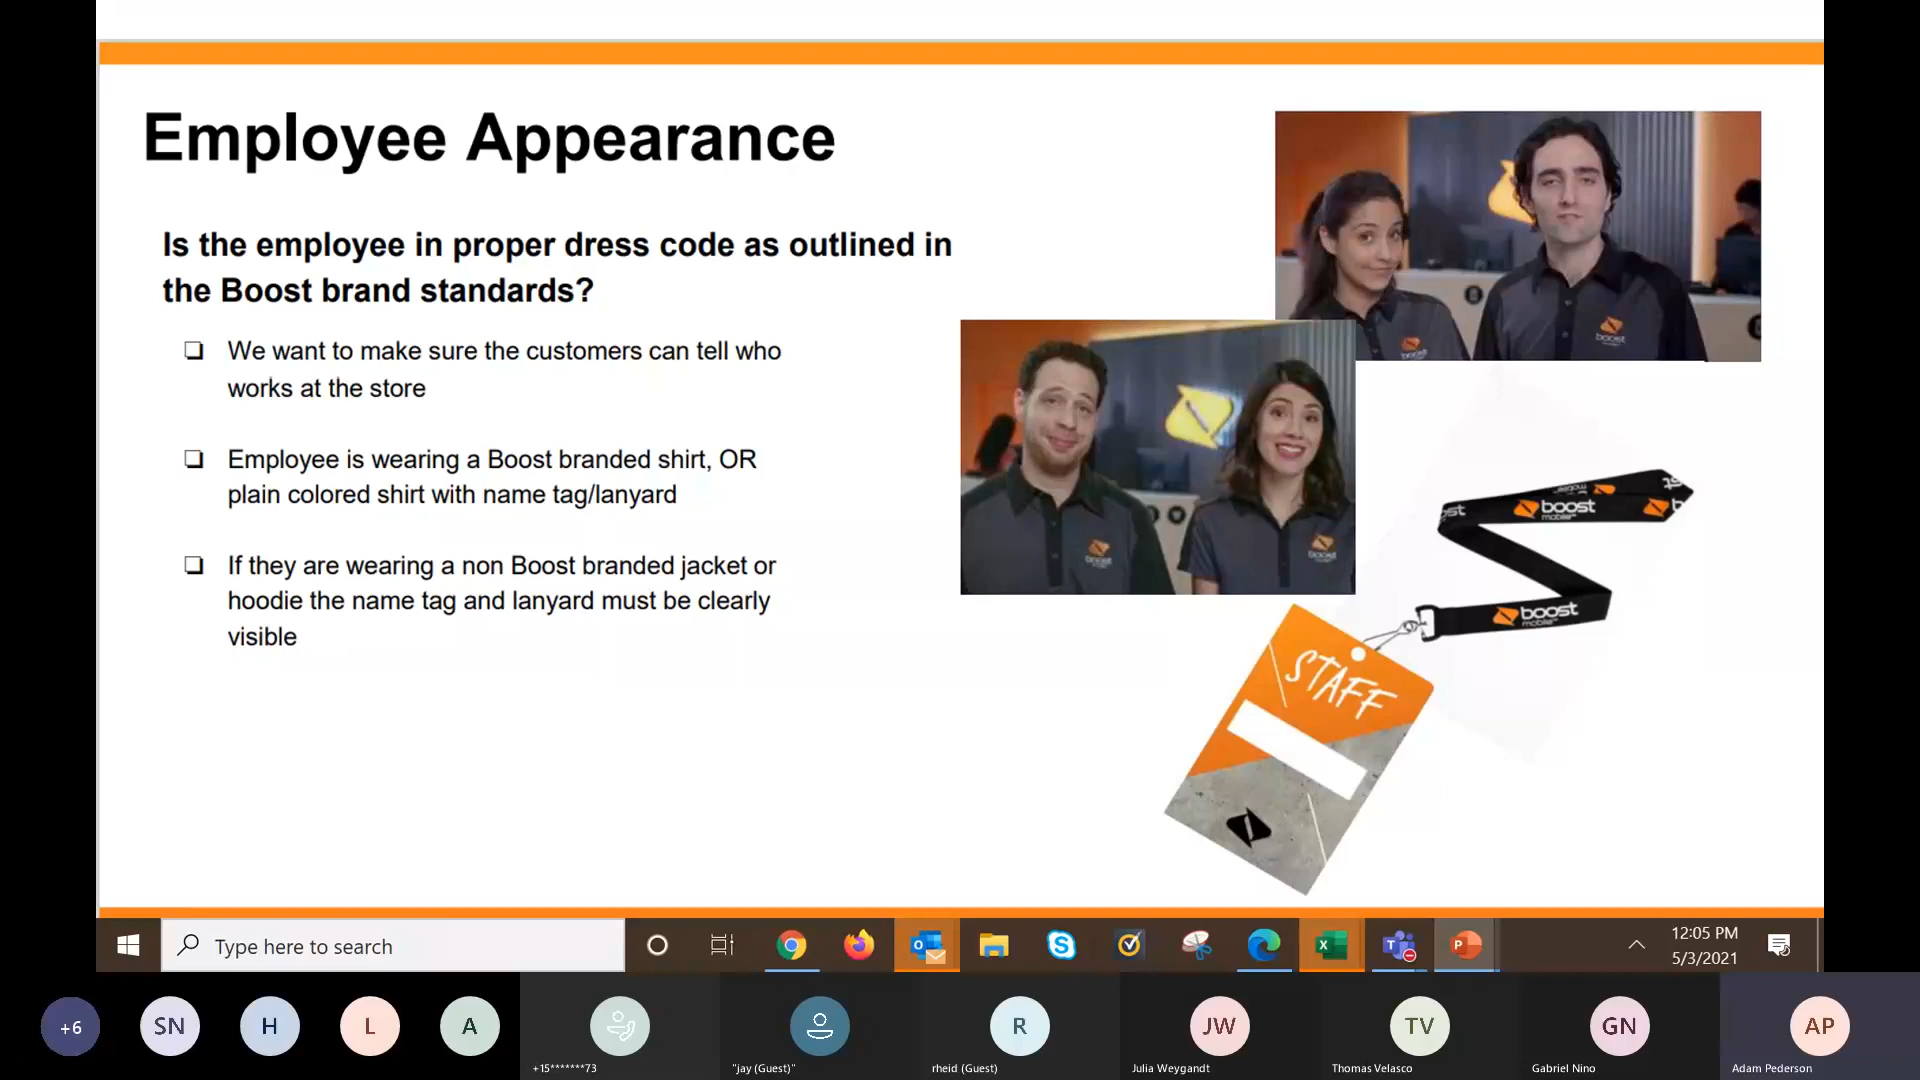 Employee Appearance
Is the employee in proper dress code as outlined in
the Boost brand standards?
We want to make sure the customers can tell who
works at the store
Employee is wearing a Boost branded shirt, OR
plain colored shirt with name tag/lanyard
If they are wearing a non Boost branded jacket or
hoodie the name tag and lanyard must be clearly
visible
boost
boost
boost
boost
boost
mobile
boost
mobile
STAFF
Type here to search
12:05 PM
5/3/2021
+6
SN
H
L
A
R
JW
TV
GN
AP
+15*******73
"jay (Guest)"
rheid (Guest)
Julia Weygandt
Thomas Velasco
Gabriel Nino
Adam Pederson